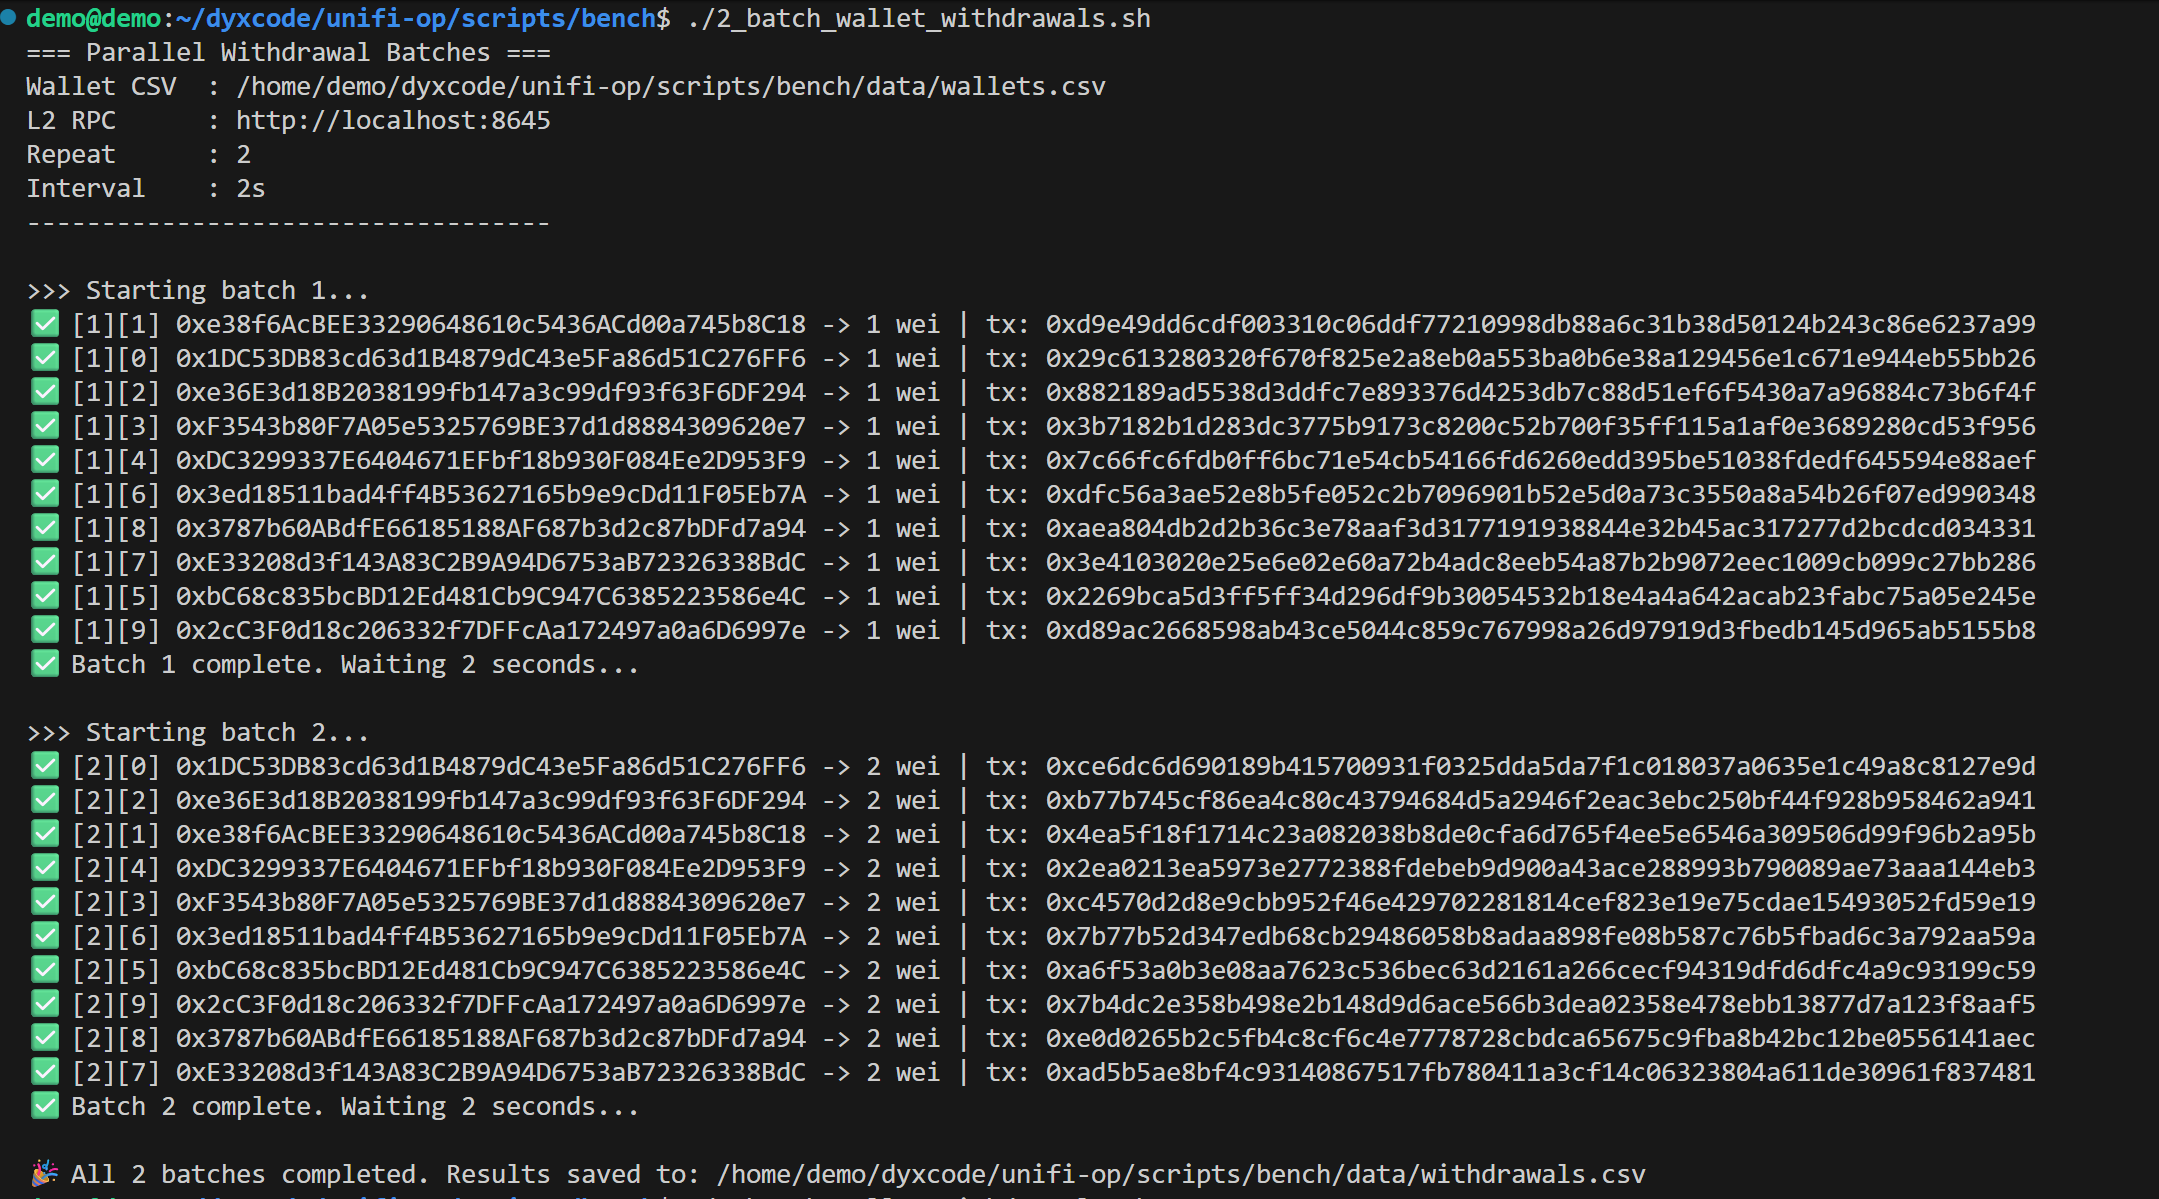 demo@demo:~/dyxcode/unifi-op/scripts/bench$ ./2_batch_wallet_withdrawals.sh
=== Parallel Withdrawal Batches ===
Wallet CSV  : /home/demo/dyxcode/unifi-op/scripts/bench/data/wallets.csv
L2 RPC      : http://localhost:8645
Repeat      : 2
Interval    : 2s
-----------------------------------
>>> Starting batch 1...
✅ [1][1] 0xe38f6AcBEE33290648610c5436ACd00a745b8C18 -> 1 wei | tx: 0xd9e49dd6cdf003310c06ddf77210998db88a6c31b38d50124b243c86e6237a99
✅ [1][0] 0x1DC53DB83cd63d1B4879dC43e5Fa86d51C276FF6 -> 1 wei | tx: 0x29c613280320f670f825e2a8eb0a553ba0b6e38a129456e1c671e944eb55bb26
✅ [1][2] 0xe36E3d18B2038199fb147a3c99df93f63F6DF294 -> 1 wei | tx: 0x882189ad5538d3ddfc7e893376d4253db7c88d51ef6f5430a7a96884c73b6f4f
✅ [1][3] 0xF3543b80F7A05e5325769BE37d1d8884309620e7 -> 1 wei | tx: 0x3b7182b1d283dc3775b9173c8200c52b700f35ff115a1af0e3689280cd53f956
✅ [1][4] 0xDC3299337E6404671EFbf18b930F084Ee2D953F9 -> 1 wei | tx: 0x7c66fc6fdb0ff6bc71e54cb54166fd6260edd395be51038fdedf645594e88aef
✅ [1][6] 0x3ed18511bad4ff4B53627165b9e9cDd11F05Eb7A -> 1 wei | tx: 0xdfc56a3ae52e8b5fe052c2b7096901b52e5d0a73c3550a8a54b26f07ed990348
✅ [1][8] 0x3787b60ABdfE66185188AF687b3d2c87bDFd7a94 -> 1 wei | tx: 0xaea804db2d2b36c3e78aaf3d3177191938844e32b45ac317277d2bcdcd034331
✅ [1][7] 0xE33208d3f143A83C2B9A94D6753aB72326338BdC -> 1 wei | tx: 0x3e4103020e25e6e02e60a72b4adc8eeb54a87b2b9072eec1009cb099c27bb286
✅ [1][5] 0xbC68c835bcBD12Ed481Cb9C947C6385223586e4C -> 1 wei | tx: 0x2269bca5d3ff5ff34d296df9b30054532b18e4a4a642acab23fabc75a05e245e
✅ [1][9] 0x2cC3F0d18c206332f7DFFcAa172497a0a6D6997e -> 1 wei | tx: 0xd89ac2668598ab43ce5044c859c767998a26d97919d3fbedb145d965ab5155b8
✅ Batch 1 complete. Waiting 2 seconds...
>>> Starting batch 2...
✅ [2][0] 0x1DC53DB83cd63d1B4879dC43e5Fa86d51C276FF6 -> 2 wei | tx: 0xce6dc6d690189b415700931f0325dda5da7f1c018037a0635e1c49a8c8127e9d
✅ [2][2] 0xe36E3d18B2038199fb147a3c99df93f63F6DF294 -> 2 wei | tx: 0xb77b745cf86ea4c80c43794684d5a2946f2eac3ebc250bf44f928b958462a941
✅ [2][1] 0xe38f6AcBEE33290648610c5436ACd00a745b8C18 -> 2 wei | tx: 0x4ea5f18f1714c23a082038b8de0cfa6d765f4ee5e6546a309506d99f96b2a95b
✅ [2][4] 0xDC3299337E6404671EFbf18b930F084Ee2D953F9 -> 2 wei | tx: 0x2ea0213ea5973e2772388fdebeb9d900a43ace288993b790089ae73aaa144eb3
✅ [2][3] 0xF3543b80F7A05e5325769BE37d1d8884309620e7 -> 2 wei | tx: 0xc4570d2d8e9cbb952f46e429702281814cef823e19e75cdae15493052fd59e19
✅ [2][6] 0x3ed18511bad4ff4B53627165b9e9cDd11F05Eb7A -> 2 wei | tx: 0x7b77b52d347edb68cb29486058b8adaa898fe08b587c76b5fbad6c3a792aa59a
✅ [2][5] 0xbC68c835bcBD12Ed481Cb9C947C6385223586e4C -> 2 wei | tx: 0xa6f53a0b3e08aa7623c536bec63d2161a266cecf94319dfd6dfc4a9c93199c59
✅ [2][9] 0x2cC3F0d18c206332f7DFFcAa172497a0a6D6997e -> 2 wei | tx: 0x7b4dc2e358b498e2b148d9d6ace566b3dea02358e478ebb13877d7a123f8aaf5
✅ [2][8] 0x3787b60ABdfE66185188AF687b3d2c87bDFd7a94 -> 2 wei | tx: 0xe0d0265b2c5fb4c8cf6c4e7778728cbdca65675c9fba8b42bc12be0556141aec
✅ [2][7] 0xE33208d3f143A83C2B9A94D6753aB72326338BdC -> 2 wei | tx: 0xad5b5ae8bf4c93140867517fb780411a3cf14c06323804a611de30961f837481
✅ Batch 2 complete. Waiting 2 seconds...
🎉 All 2 batches completed. Results saved to: /home/demo/dyxcode/unifi-op/scripts/bench/data/withdrawals.csv